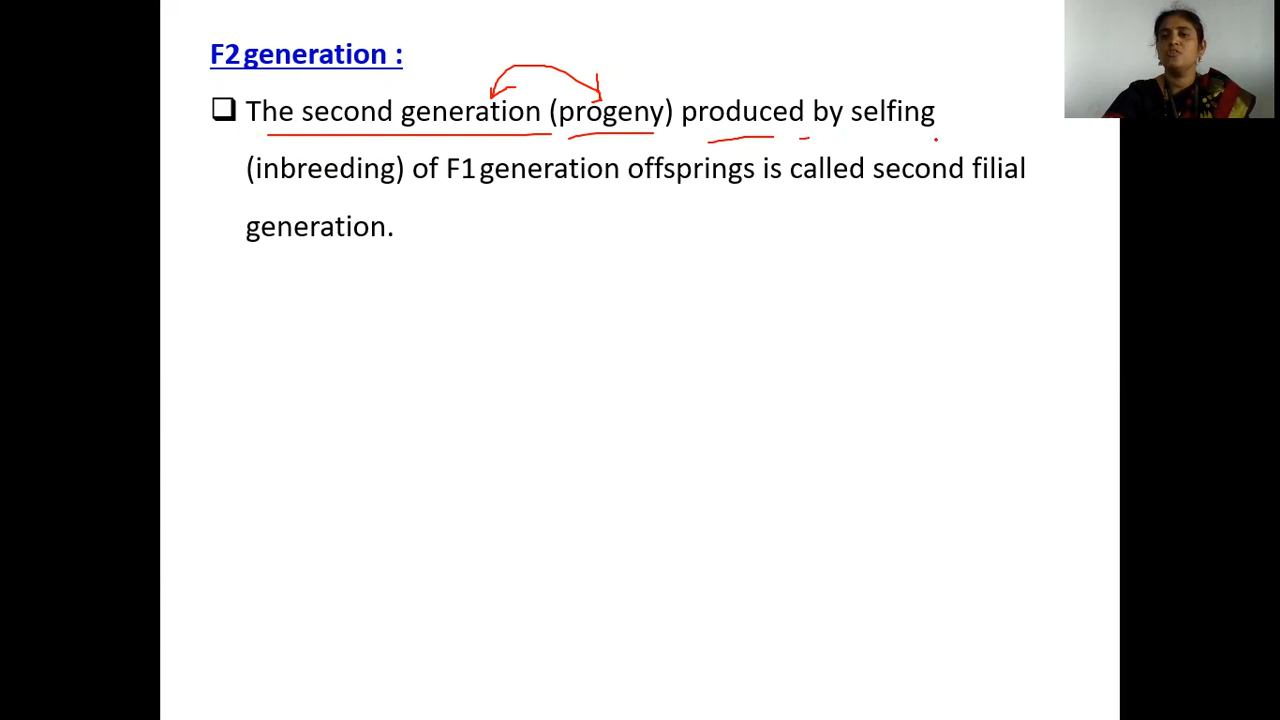 F2 generation :
❑ The second generation (progeny) produced by selfing
(inbreeding) of F1 generation offsprings is called second filial
generation.